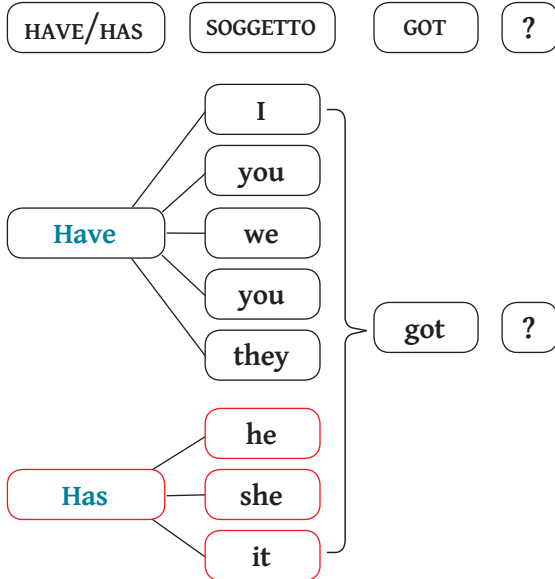 HAVE/HAS SOGGETTO GOT ?
I
you
Have we
you
got ?
they
he
Has she
it